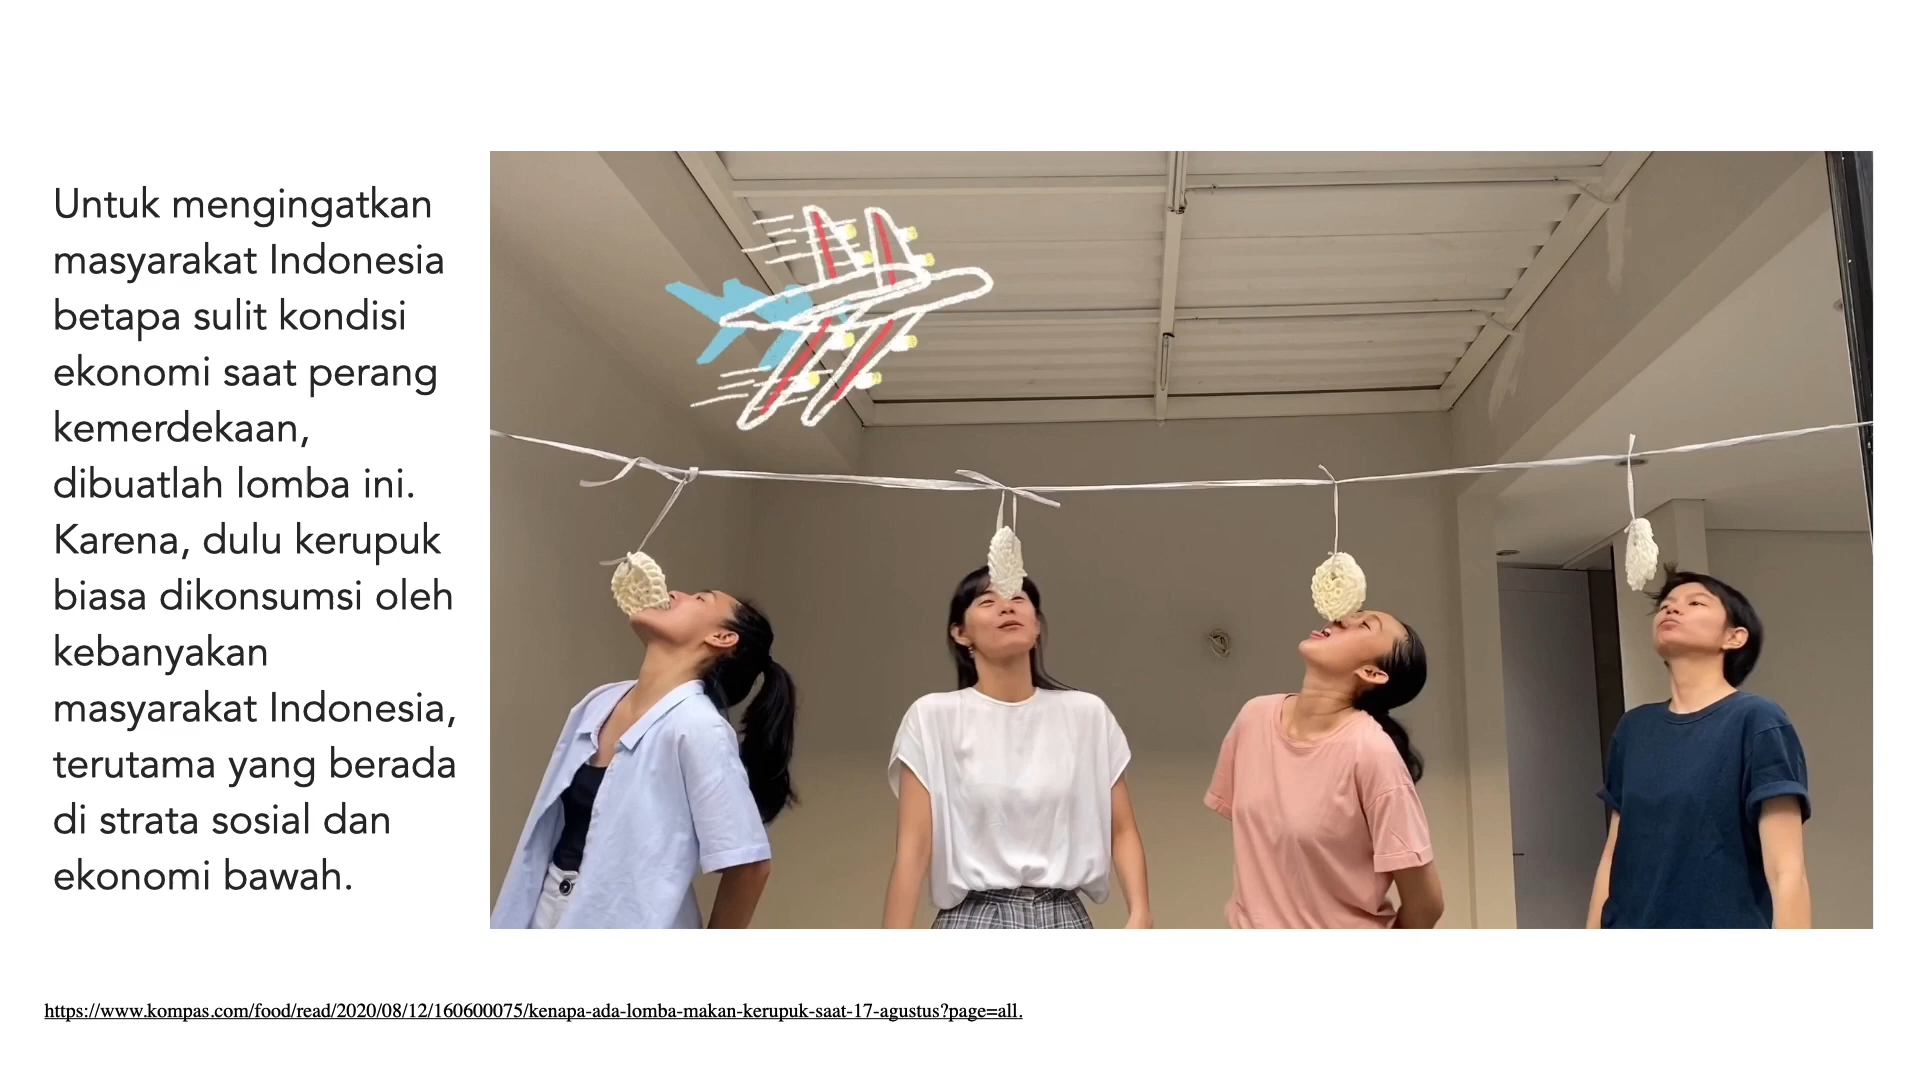 Untuk mengingatkan
masyarakat Indonesia
betapa sulit kondisi
ekonomi saat perang
kemerdekaan,
dibuatlah lomba ini.
Karena, dulu kerupuk
biasa dikonsumsi oleh
kebanyakan
masyarakat Indonesia,
terutama yang berada
di strata sosial dan
ekonomi bawah.
https://www.kompas.com/food/read/2020/08/12/160600075/kenapa-ada-lomba-makan-kerupuk-saat-17-agustus?page=all.